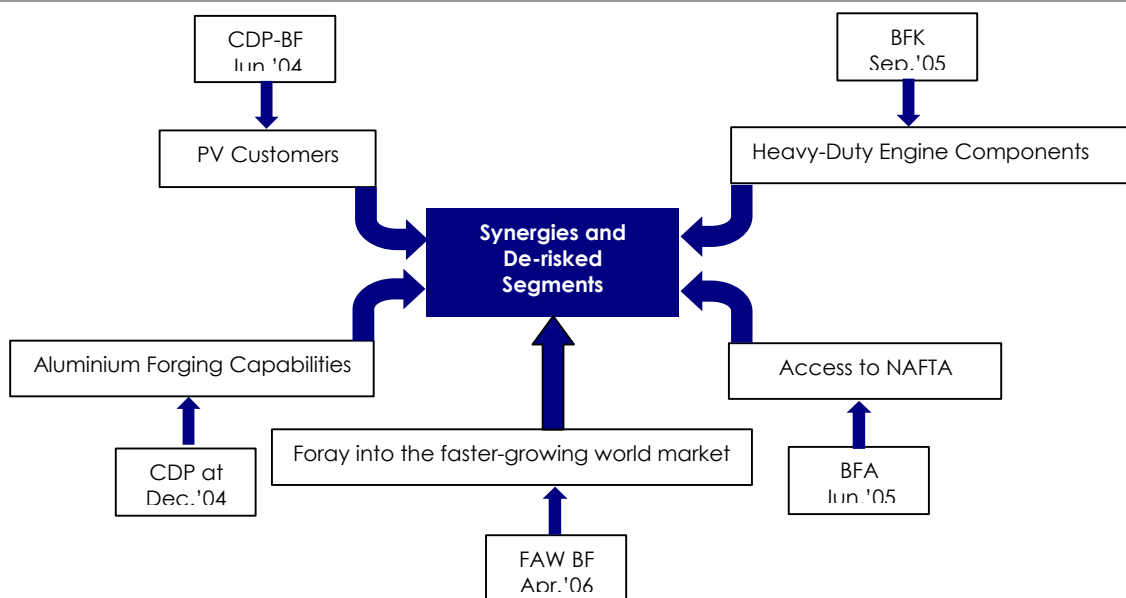 CDP-BF
Jun.'04
BFK
Sep.'05
PV Customers
Heavy-Duty Engine Components
Synergies and
De-risked
Segments
Aluminium Forging Capabilities
Access to NAFTA
Foray into the faster-growing world market
CDP at
Dec.'04
BFA
Jun.'05
FAW BF
Apr.'06